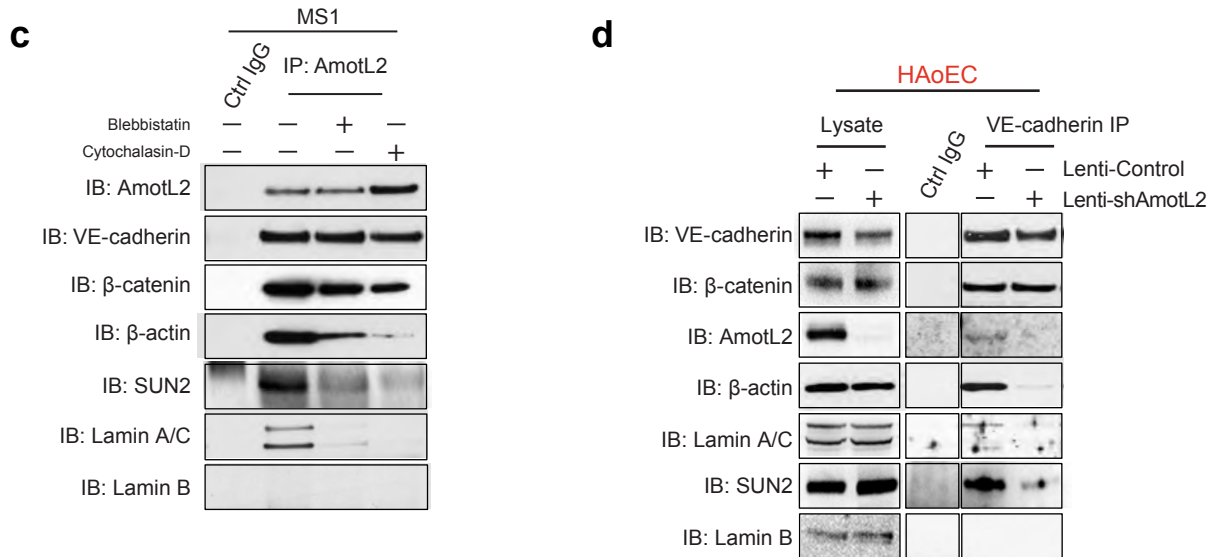 c
MS1
Ctrl IgG
IP: AmotL2
Blebbistatin — — + —
Cytochalasin-D — — — +
IB: AmotL2
IB: VE-cadherin
IB: β-catenin
IB: β-actin
IB: SUN2
IB: Lamin A/C
IB: Lamin B
d
HAoEC
Lysate
Ctrl IgG
VE-cadherin IP
+ — + — Lenti-Control
— + — + Lenti-shAmotL2
IB: VE-cadherin
IB: β-catenin
IB: AmotL2
IB: β-actin
IB: Lamin A/C
IB: SUN2
IB: Lamin B